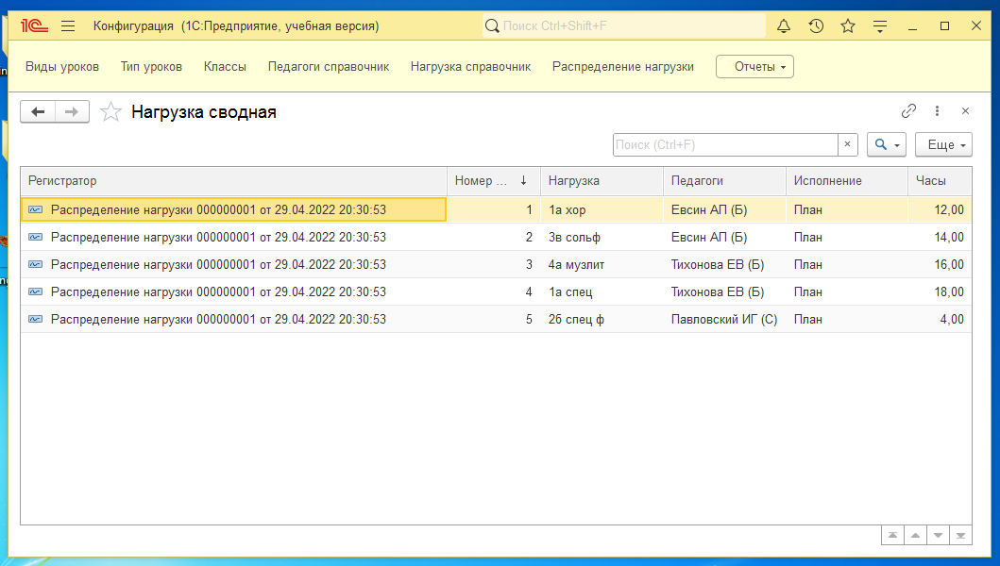 1С Конфигурация (1С:Предприятие, учебная версия) Поиск Ctrl+Shift+F
Виды уроков Тип уроков Классы Педагоги справочник Нагрузка справочник Распределение нагрузки Отчеты
Нагрузка сводная
Поиск (Ctrl+F) × Еще
Регистратор Номер ... ↓ Нагрузка Педагоги Исполнение Часы
Распределение нагрузки 000000001 от 29.04.2022 20:30:53 1 1а хор Евсин АП (Б) План 12,00
Распределение нагрузки 000000001 от 29.04.2022 20:30:53 2 3в сольф Евсин АП (Б) План 14,00
Распределение нагрузки 000000001 от 29.04.2022 20:30:53 3 4а музлит Тихонова ЕВ (Б) План 16,00
Распределение нагрузки 000000001 от 29.04.2022 20:30:53 4 1а спец Тихонова ЕВ (Б) План 18,00
Распределение нагрузки 000000001 от 29.04.2022 20:30:53 5 2б спец ф Павловский ИГ (С) План 4,00